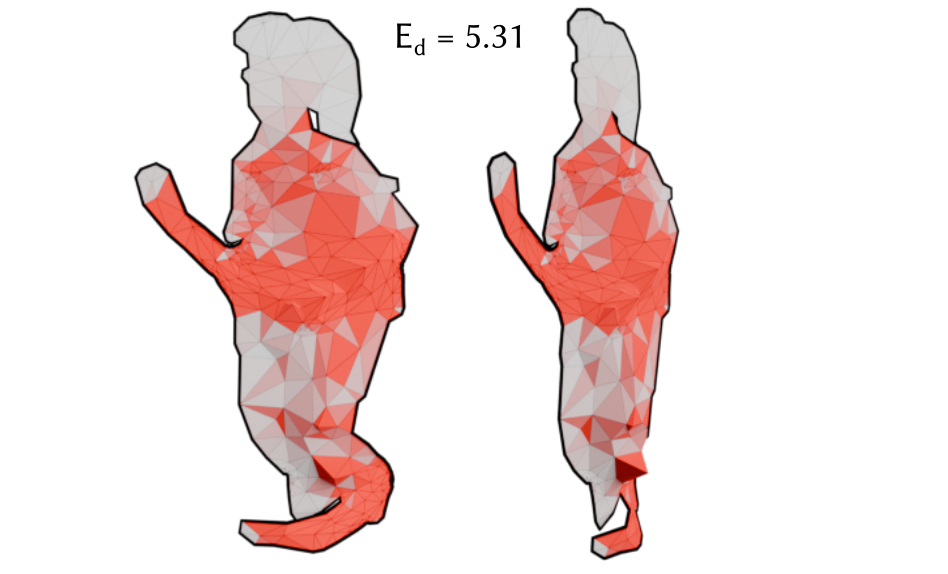 E_d = 5.31